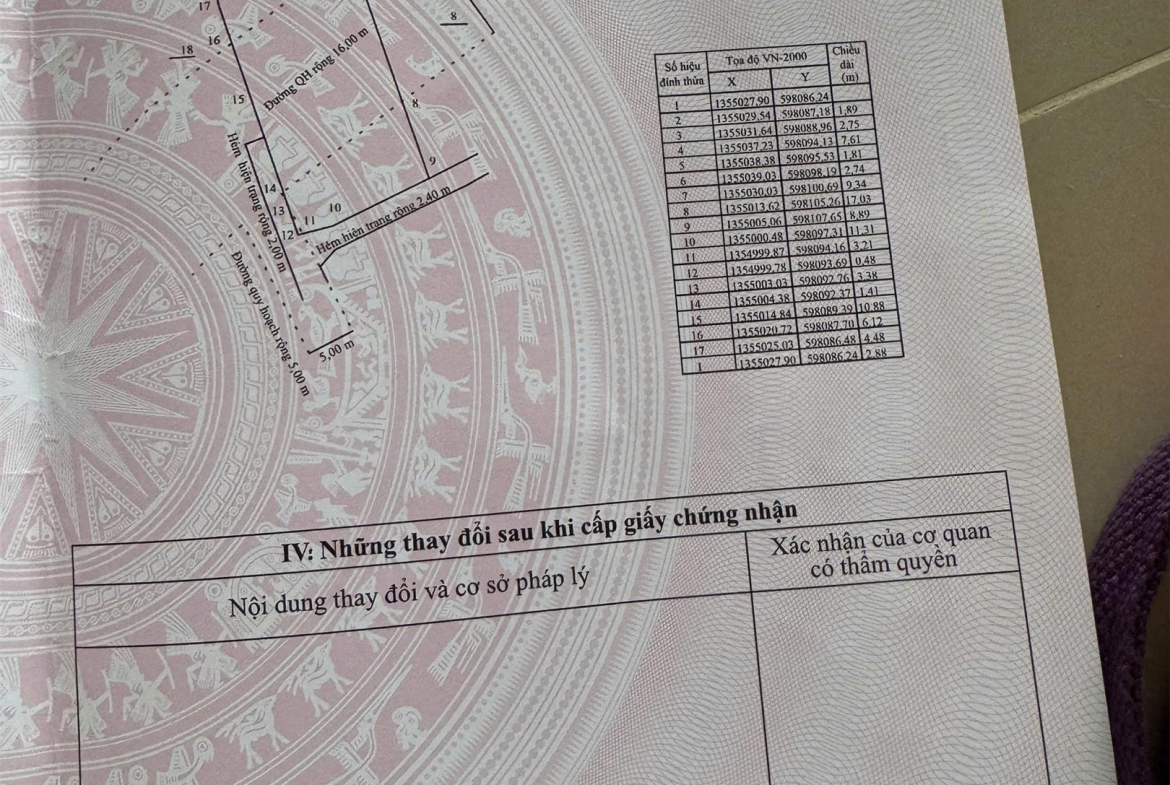 17
16
18
15
Đường QH rộng 16,00 m
8
8
9
Hẻm hiện trạng rộng 2,00 m
14
13
12
11
10
Hẻm hiện trạng rộng 2,40 m
Đường quy hoạch rộng 5,00 m
5,00 m
Số hiệu đỉnh thửa Tọa độ VN-2000 Chiều dài (m)
X Y
1 1355027,90 598086,24
2 1355029,54 598087,18 1,89
3 1355031,64 598088,96 2,75
4 1355037,23 598094,13 7,61
5 1355038,38 598095,53 1,81
6 1355039,03 598098,19 2,74
7 1355030,03 598100,69 9,34
8 1355013,62 598105,26 17,03
9 1355005,06 598107,65 8,89
10 1355000,48 598097,31 11,31
11 1354999,87 598094,16 3,21
12 1354999,78 598093,69 0,48
13 1355003,03 598092,76 3,38
14 1355004,38 598092,37 1,41
15 1355014,84 598089,39 10,88
16 1355020,72 598087,70 6,12
17 1355025,03 598086,48 4,48
1 1355027,90 598086,24 2,88
IV: Những thay đổi sau khi cấp giấy chứng nhận
Nội dung thay đổi và cơ sở pháp lý
Xác nhận của cơ quan
có thẩm quyền